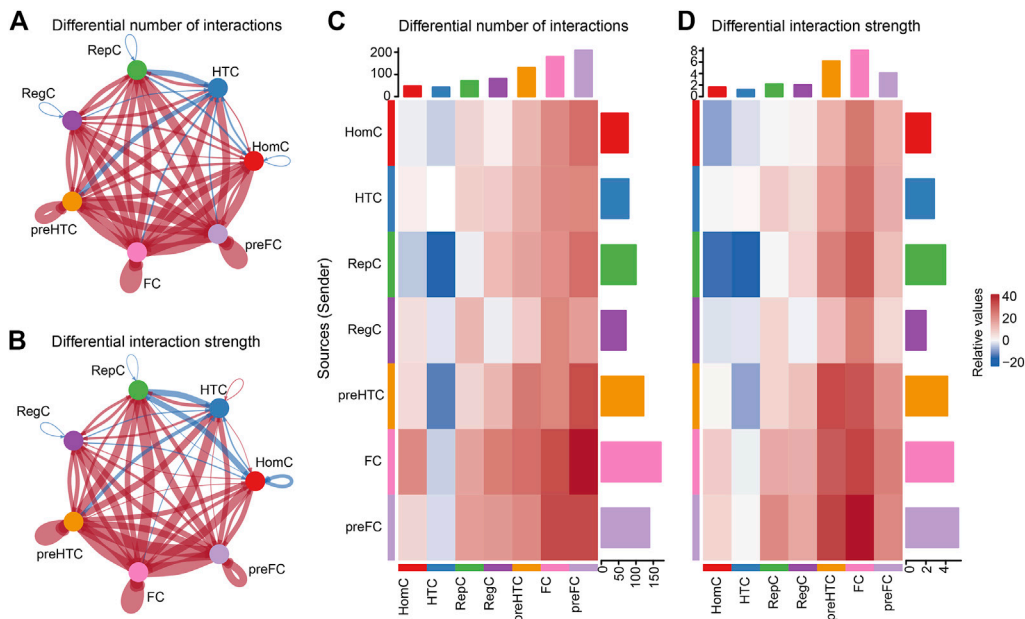 A
Differential number of interactions
RepC
HTC
RegC
HomC
preHTC
preFC
FC
B
Differential interaction strength
RepC
HTC
RegC
HomC
preHTC
preFC
FC
C
Differential number of interactions
200
100
0
Sources (Sender)
HomC
HTC
RepC
RegC
preHTC
FC
preFC
HomC
HTC
RepC
RegC
preHTC
FC
preFC
0
50
100
150
D
Differential interaction strength
8
6
4
2
0
HomC
HTC
RepC
RegC
preHTC
FC
preFC
0
2
4
Relative values
40
20
0
−20